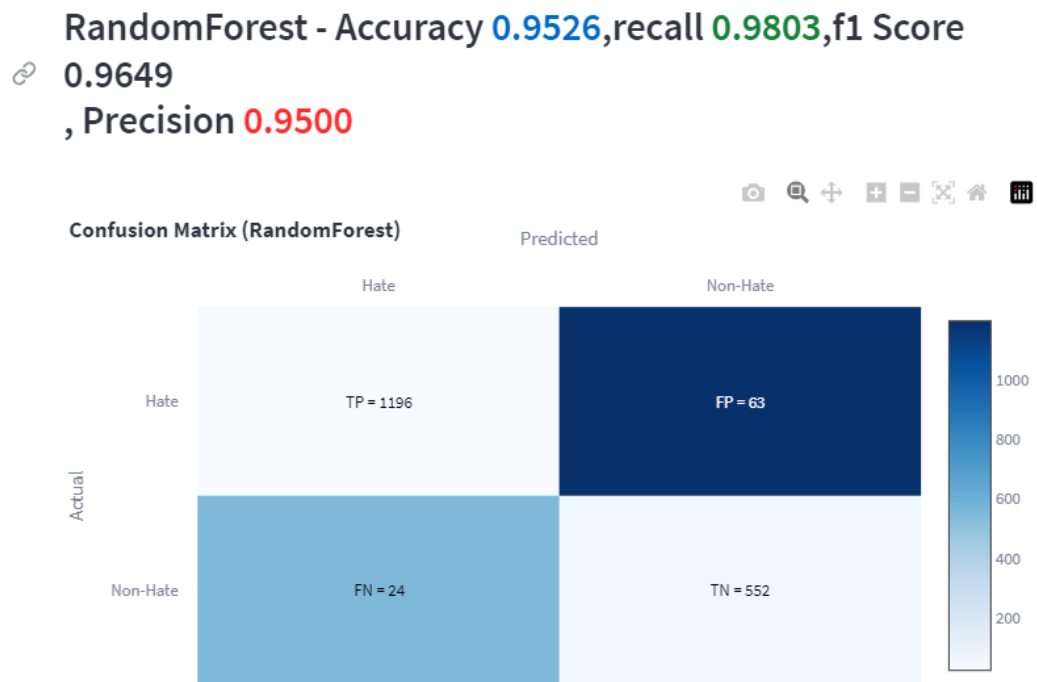 RandomForest - Accuracy 0.9526,recall 0.9803,f1 Score
0.9649
, Precision 0.9500
Confusion Matrix (RandomForest)
Predicted
Hate Non-Hate
1000
Hate TP = 1196 FP = 63
800
Actual
600
400
Non-Hate FN = 24 TN = 552
200